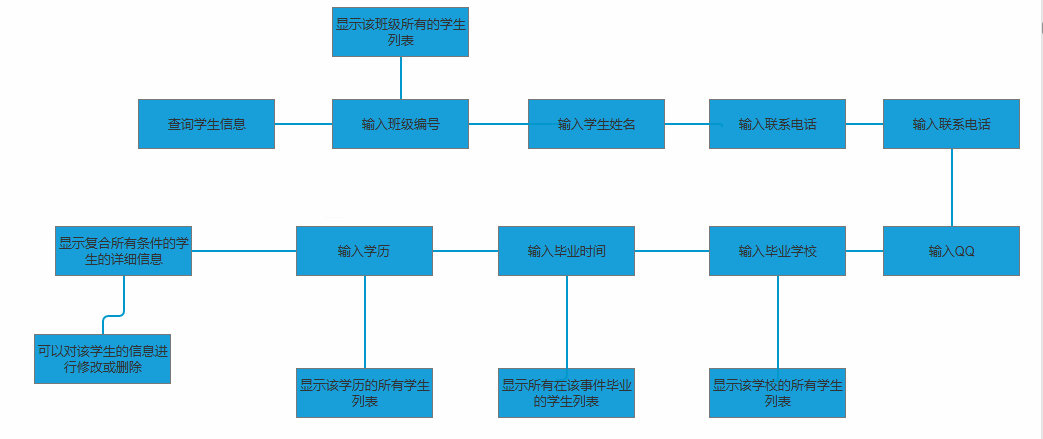 显示该班级所有的学生
列表
查询学生信息
输入班级编号
输入学生姓名
输入联系电话
输入联系电话
显示复合所有条件的学
生的详细信息
输入学历
输入毕业时间
输入毕业学校
输入QQ
可以对该学生的信息进
行修改或删除
显示该学历的所有学生
列表
显示所有在该事件毕业
的学生列表
显示该学校的所有学生
列表